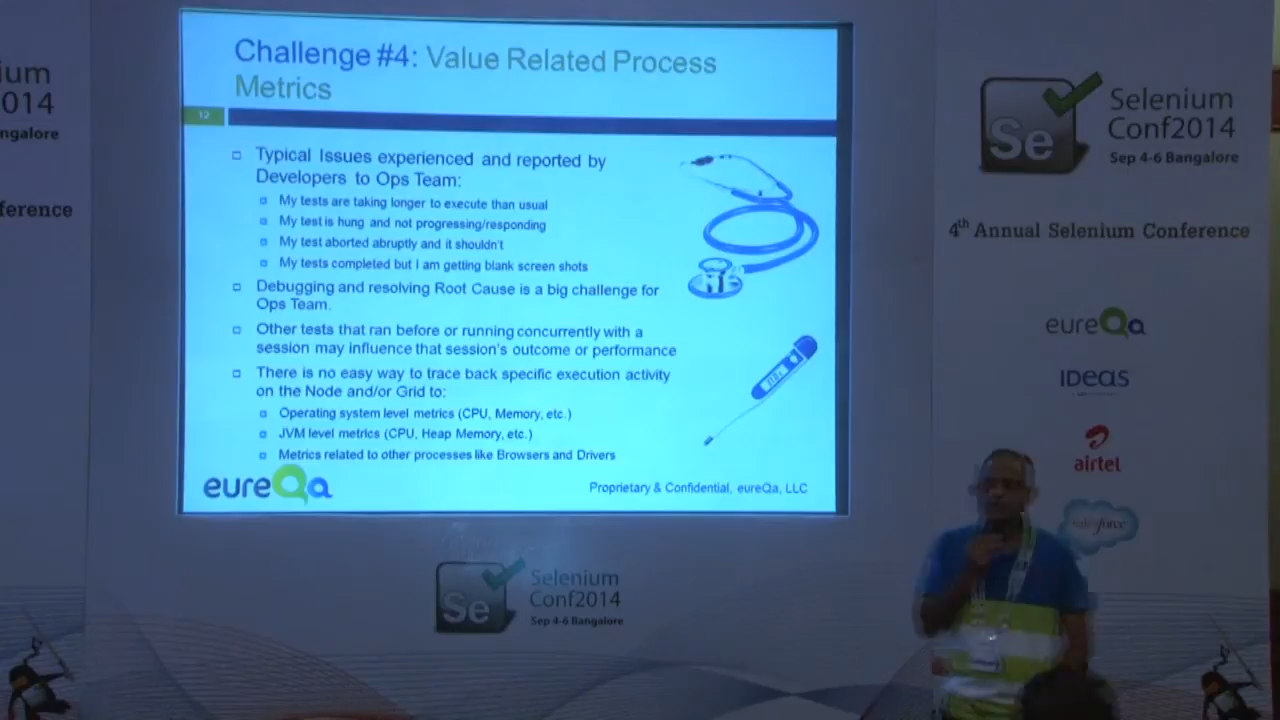 ium
014
ngalore
ference
Challenge #4: Value Related Process
Metrics
12
Typical Issues experienced and reported by
Developers to Ops Team:
My tests are taking longer to execute than usual
My test is hung and not progressing/responding
My test aborted abruptly and it shouldn't
My tests completed but I am getting blank screen shots
Debugging and resolving Root Cause is a big challenge for
Ops Team.
Other tests that ran before or running concurrently with a
session may influence that session's outcome or performance
There is no easy way to trace back specific execution activity
on the Node and/or Grid to:
Operating system level metrics (CPU, Memory, etc.)
JVM level metrics (CPU, Heap Memory, etc.)
Metrics related to other processes like Browsers and Drivers
eureQa
Proprietary & Confidential, eureQa, LLC
Se
Selenium
Conf2014
Sep 4-6 Bangalore
Se
Selenium
Conf2014
Sep 4-6 Bangalore
4th Annual Selenium Conference
eureQa
IDeaS
airtel
salesforce